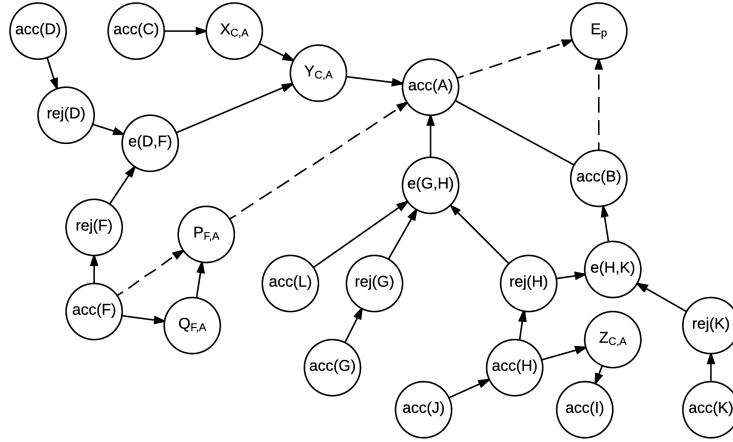 acc(D)
acc(C)
X_{C,A}
E_p
Y_{C,A}
acc(A)
rej(D)
e(D,F)
acc(B)
e(G,H)
rej(F)
P_{F,A}
acc(L)
rej(G)
rej(H)
e(H,K)
acc(F)
Q_{F,A}
rej(K)
Z_{C,A}
acc(G)
acc(H)
acc(J)
acc(I)
acc(K)